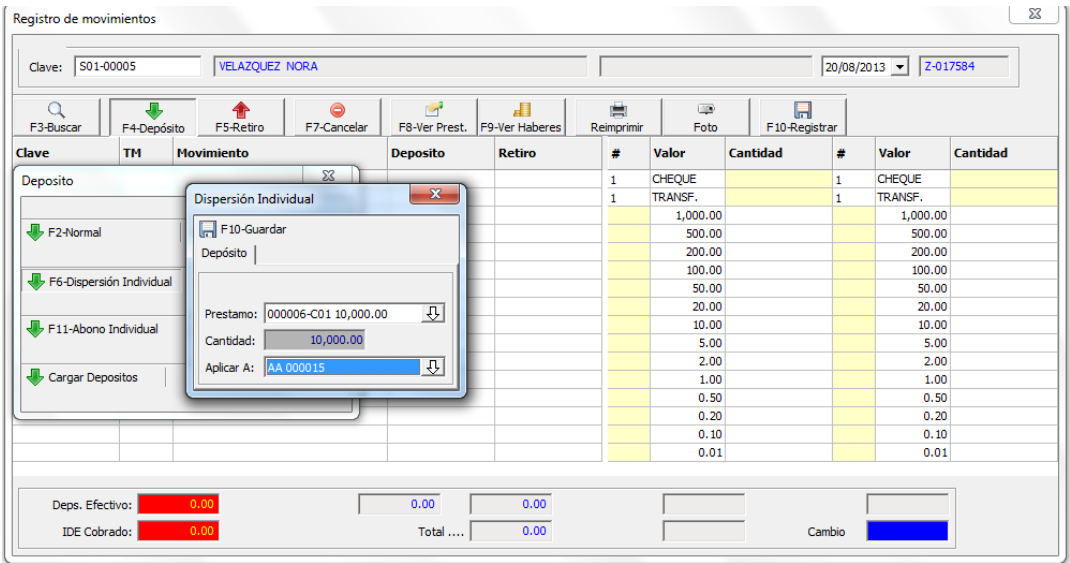 Registro de movimientos
Clave: S01-00005 VELAZQUEZ NORA 20/08/2013 Z-017584
F3-Buscar F4-Depósito F5-Retiro F7-Cancelar F8-Ver Prest. F9-Ver Haberes Reimprimir Foto F10-Registrar
Clave TM Movimiento Deposito Retiro # Valor Cantidad # Valor Cantidad
Deposito
F2-Normal
F6-Dispersión Individual
F11-Abono Individual
Cargar Depositos
Dispersión Individual
F10-Guardar
Depósito
Prestamo: 000006-C01 10,000.00
Cantidad: 10,000.00
Aplicar A: AA 000015
1 CHEQUE 1 CHEQUE
1 TRANSF. 1 TRANSF.
1,000.00 1,000.00
500.00 500.00
200.00 200.00
100.00 100.00
50.00 50.00
20.00 20.00
10.00 10.00
5.00 5.00
2.00 2.00
1.00 1.00
0.50 0.50
0.20 0.20
0.10 0.10
0.01 0.01
Deps. Efectivo: 0.00 0.00 0.00
IDE Cobrado: 0.00 Total .... 0.00 Cambio